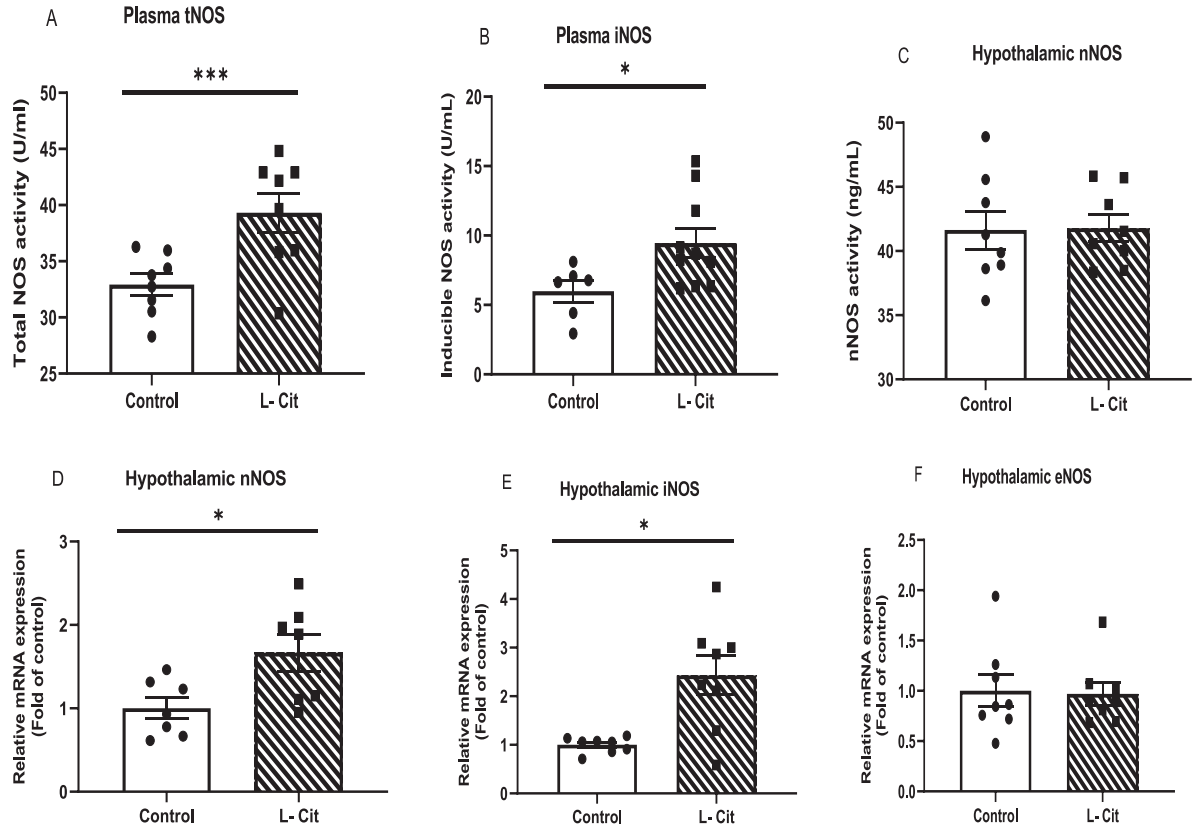 A
Plasma tNOS
***
Total NOS activity (U/ml)
50
45
40
35
30
25
Control
L- Cit
B
Plasma iNOS
*
Inducible NOS activity (U/mL)
20
15
10
5
0
Control
L- Cit
C
Hypothalamic nNOS
nNOS activity (ng/mL)
50
45
40
45
30
Control
L- Cit
D
Hypothalamic nNOS
*
Relative mRNA expression
(Fold of control)
3
2
1
0
Control
L- Cit
E
Hypothalamic iNOS
*
Relative mRNA expression
(Fold of control)
5
4
3
2
1
0
Control
L- Cit
F
Hypothalamic eNOS
Relative mRNA expression
(Fold of control)
2.5
2.0
1.5
1.0
0.5
0.0
Control
L- Cit